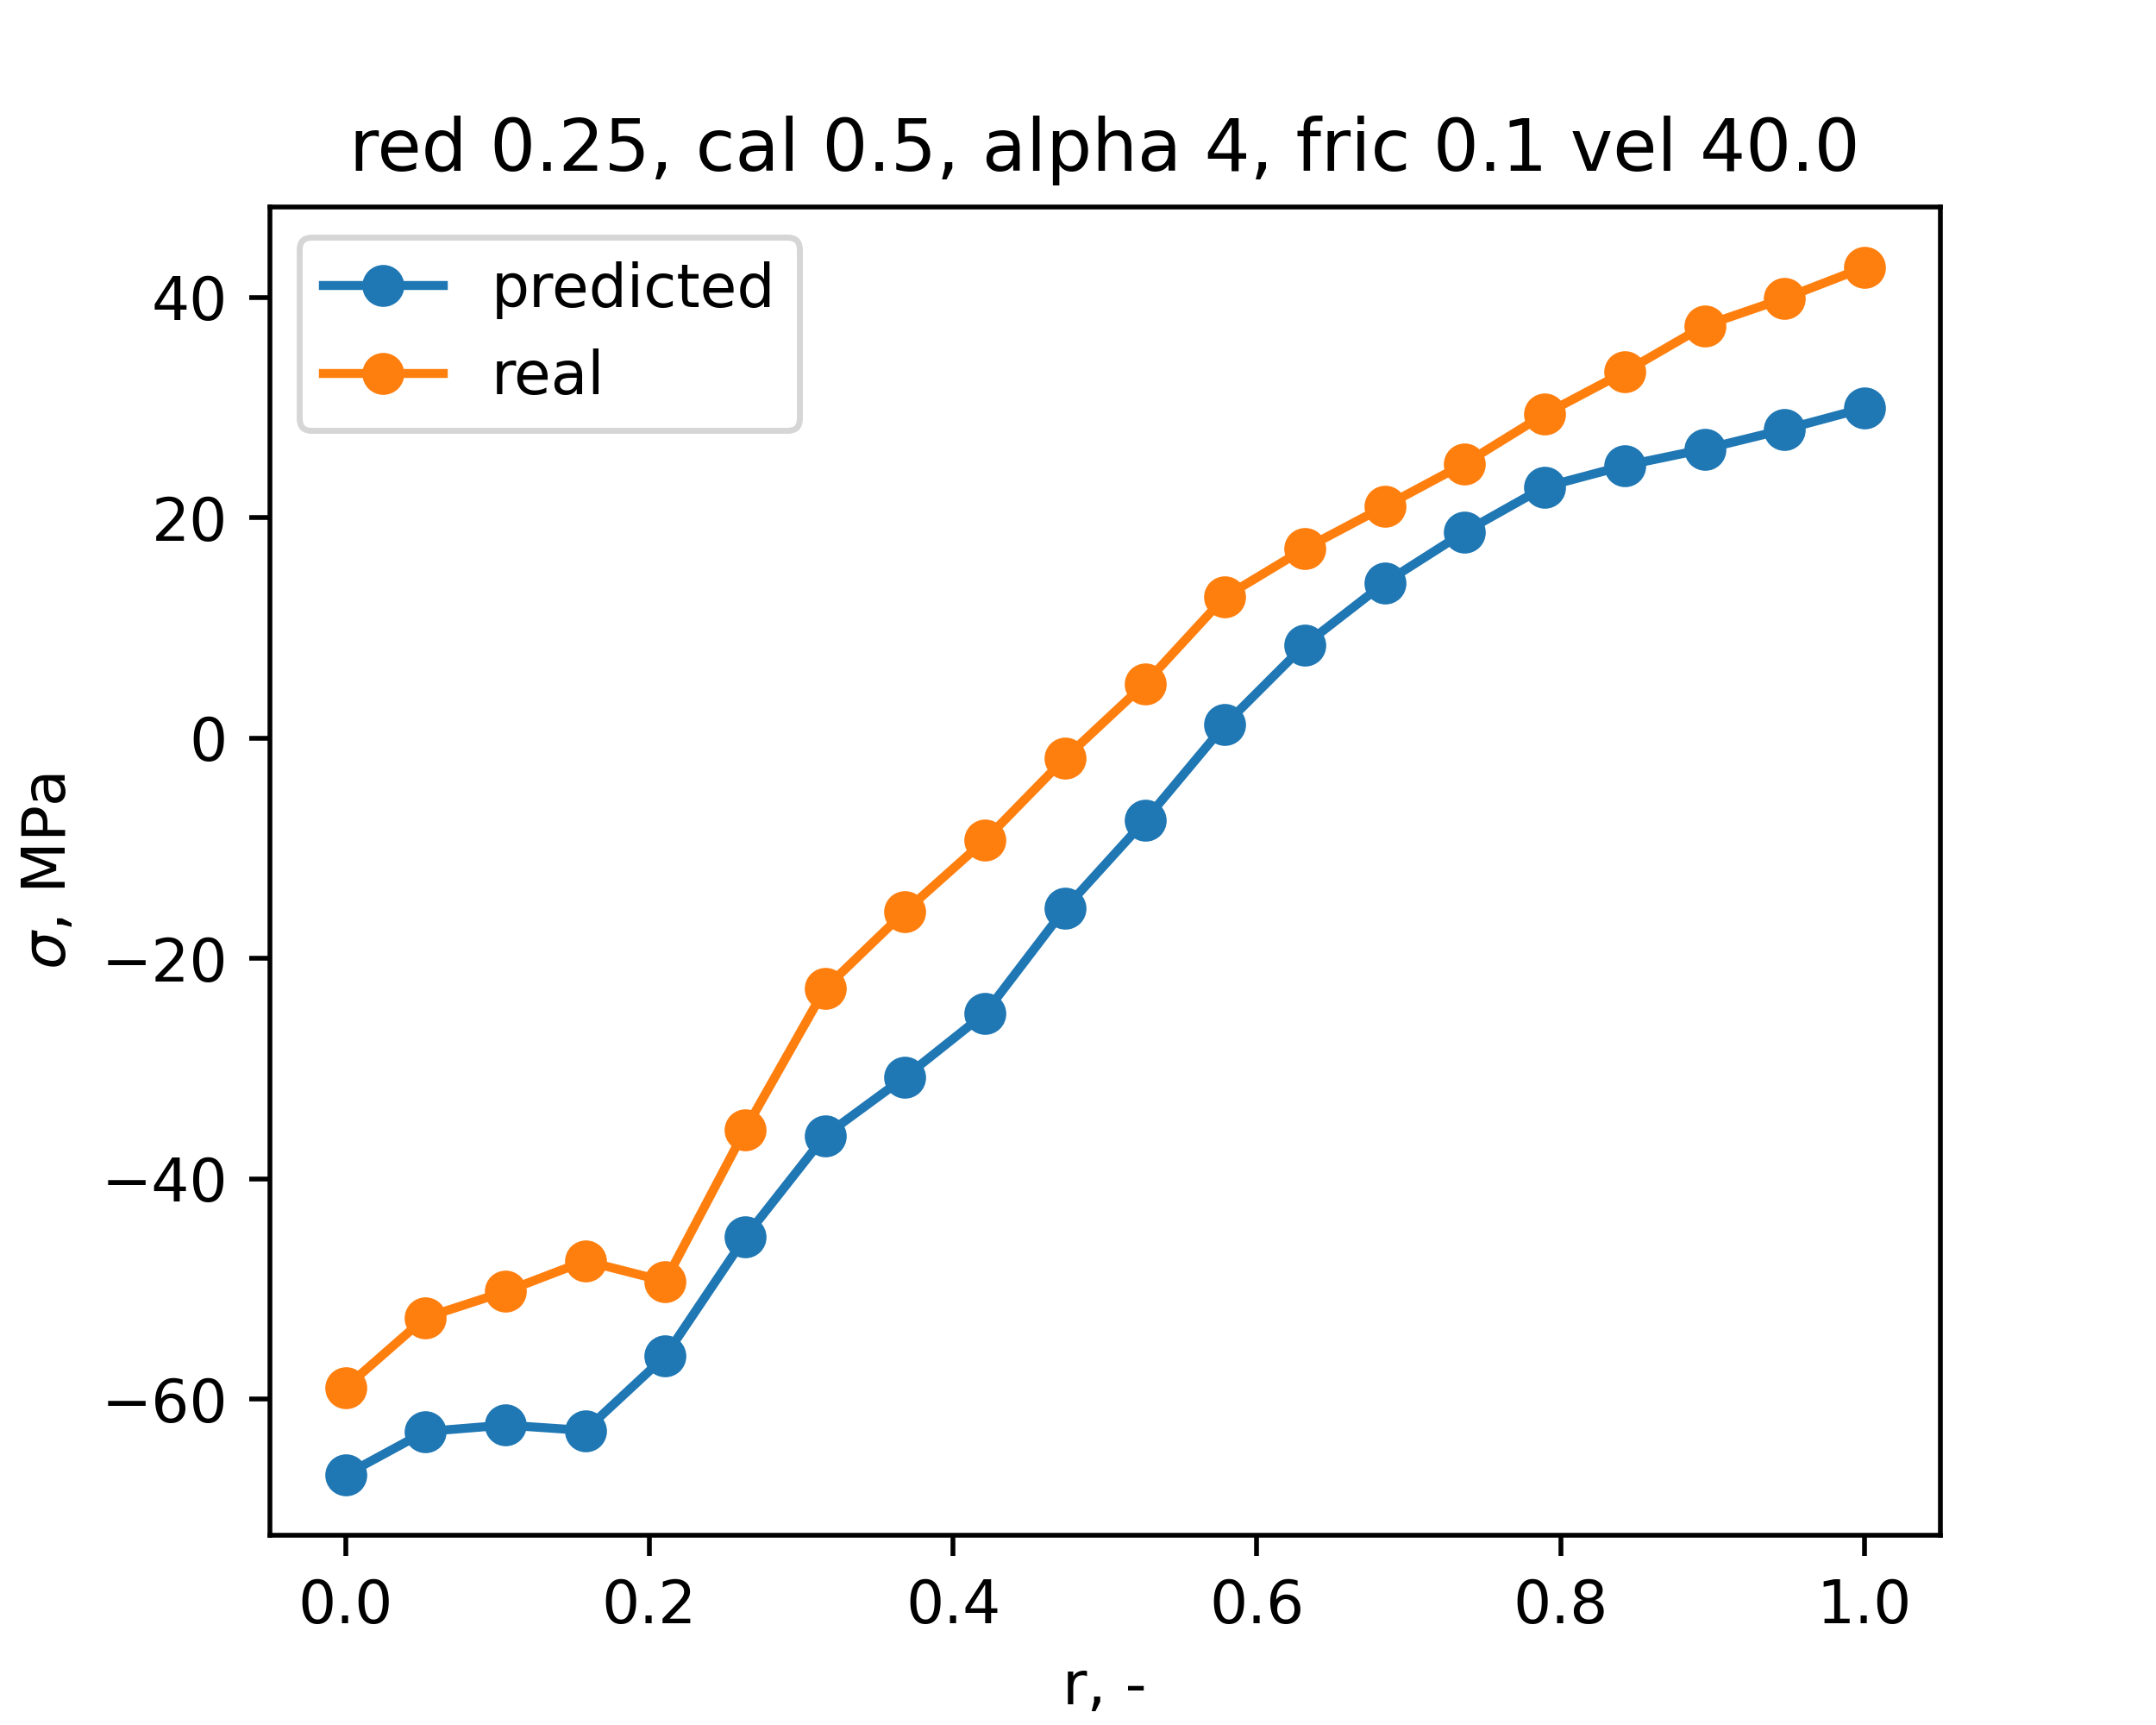 red 0.25, cal 0.5, alpha 4, fric 0.1 vel 40.0
predicted
real
40
20
0
−20
−40
−60
σ, MPa
0.0 0.2 0.4 0.6 0.8 1.0
r, -